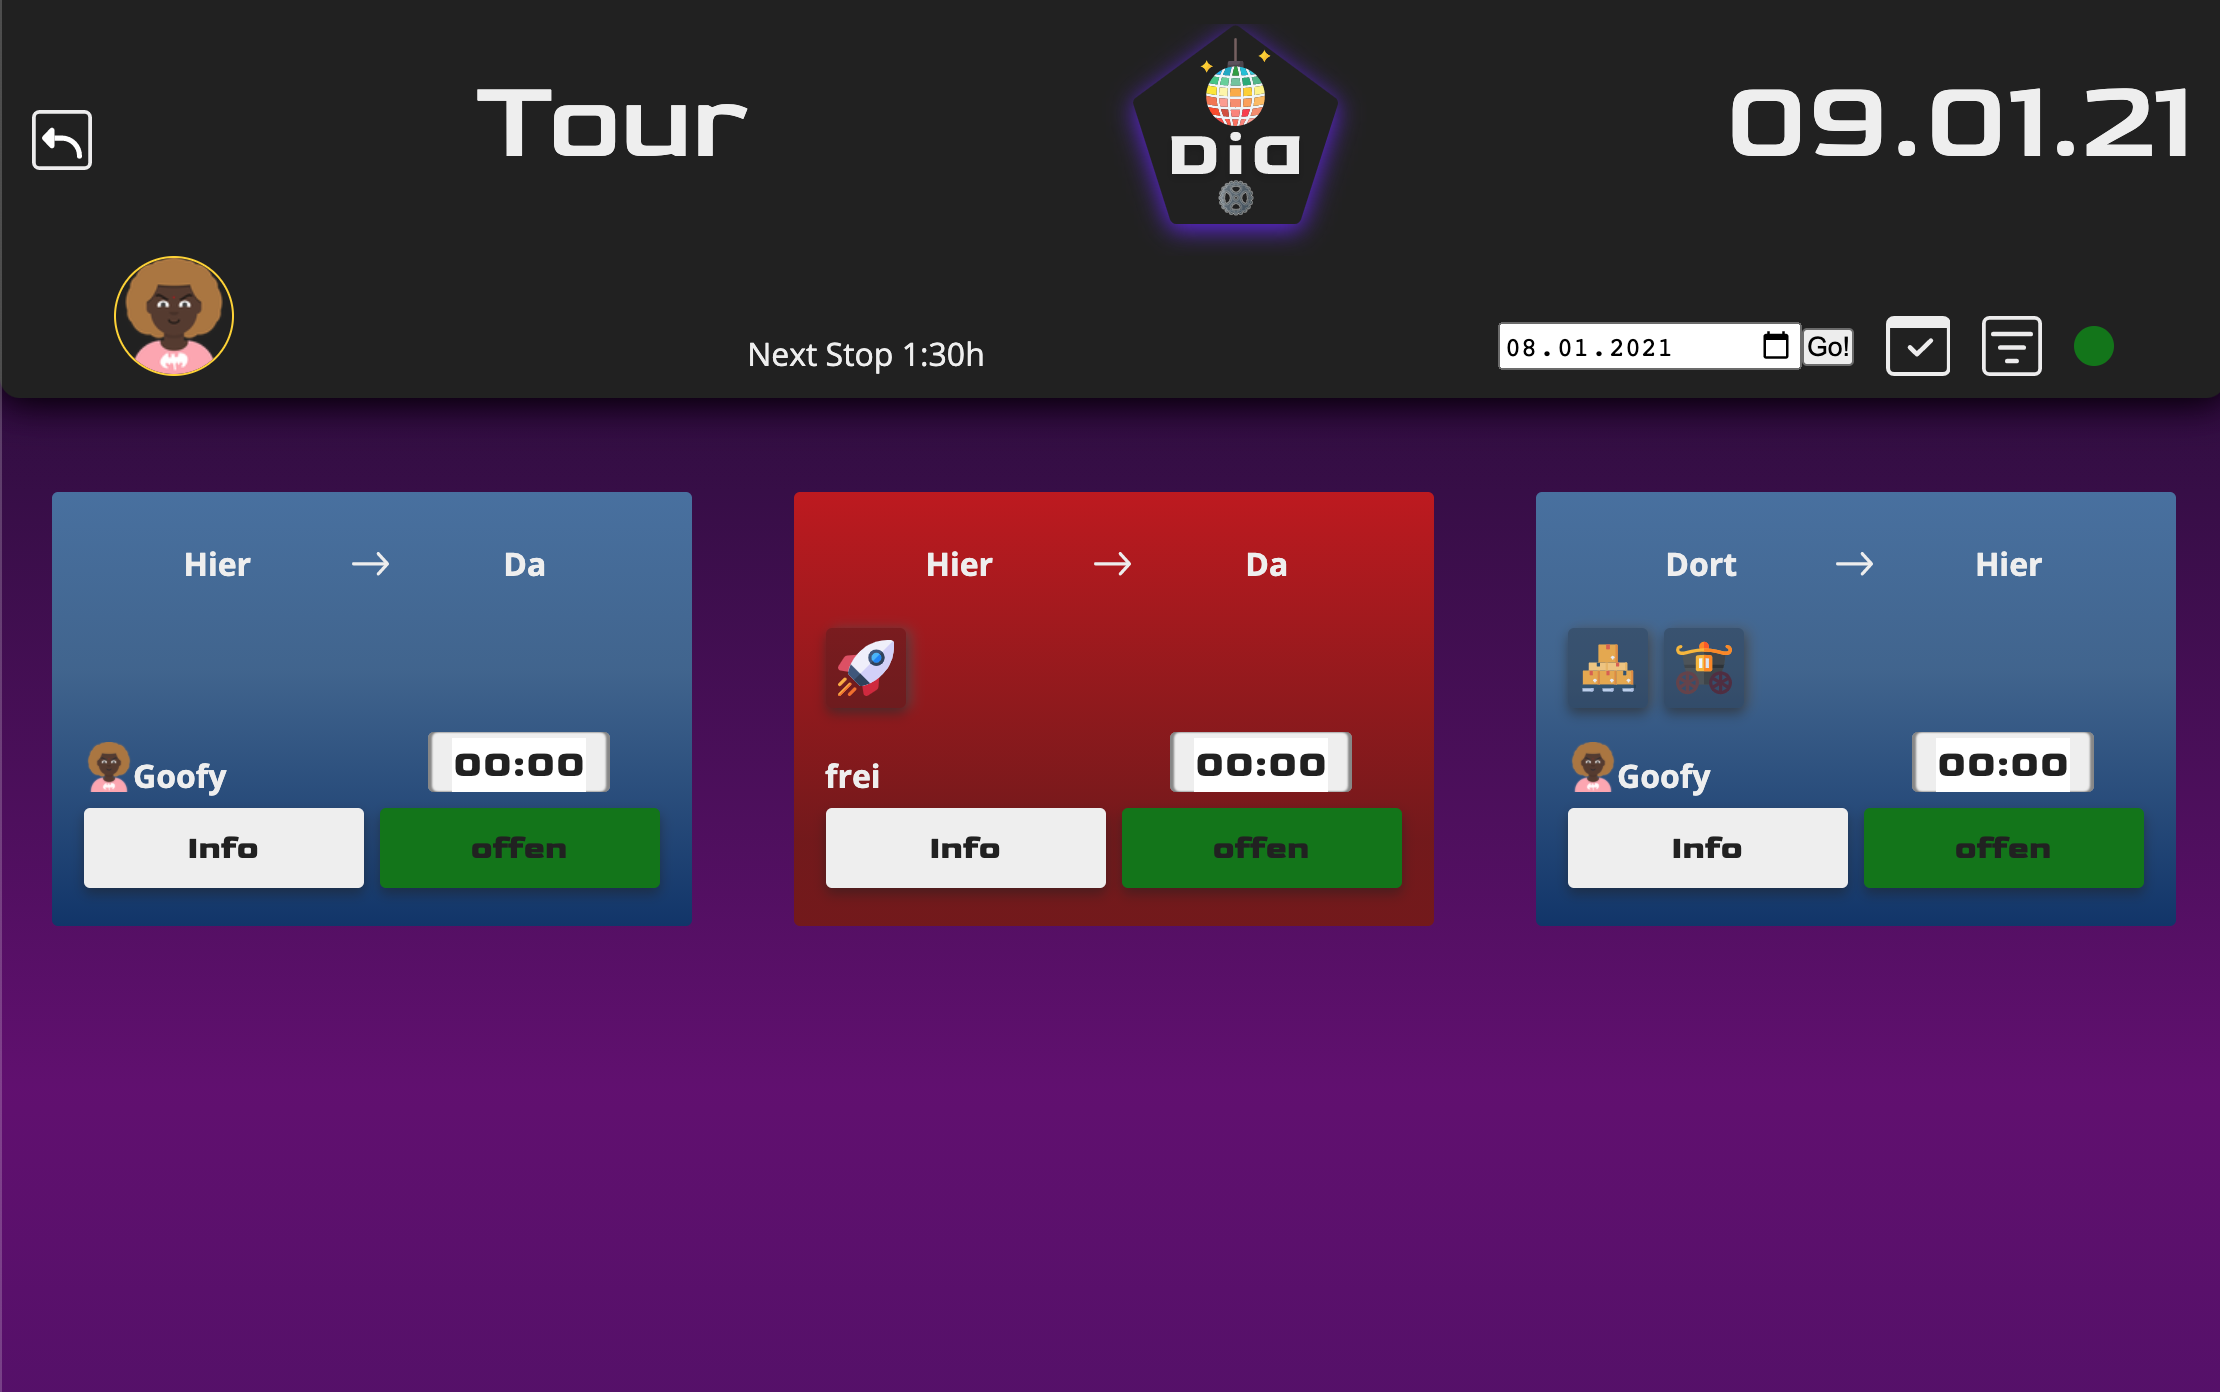 Tour
DiD
09.01.21
Next Stop 1:30h
08.01.2021 Go!
Hier → Da
Goofy 00:00
Info offen
Hier → Da
frei 00:00
Info offen
Dort → Hier
Goofy 00:00
Info offen